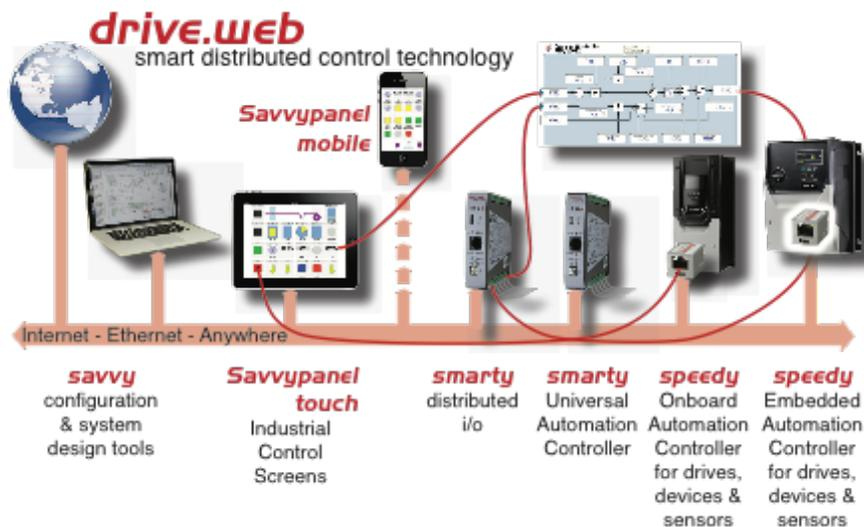 drive.web
smart distributed control technology
Savvypanel
mobile
Internet - Ethernet - Anywhere
savvy
configuration
& system
design tools
Savvypanel
touch
Industrial
Control
Screens
smarty
distributed
i/o
smarty
Universal
Automation
Controller
speedy
Onboard
Automation
Controller
for drives,
devices &
sensors
speedy
Embedded
Automation
Controller
for drives,
devices &
sensors